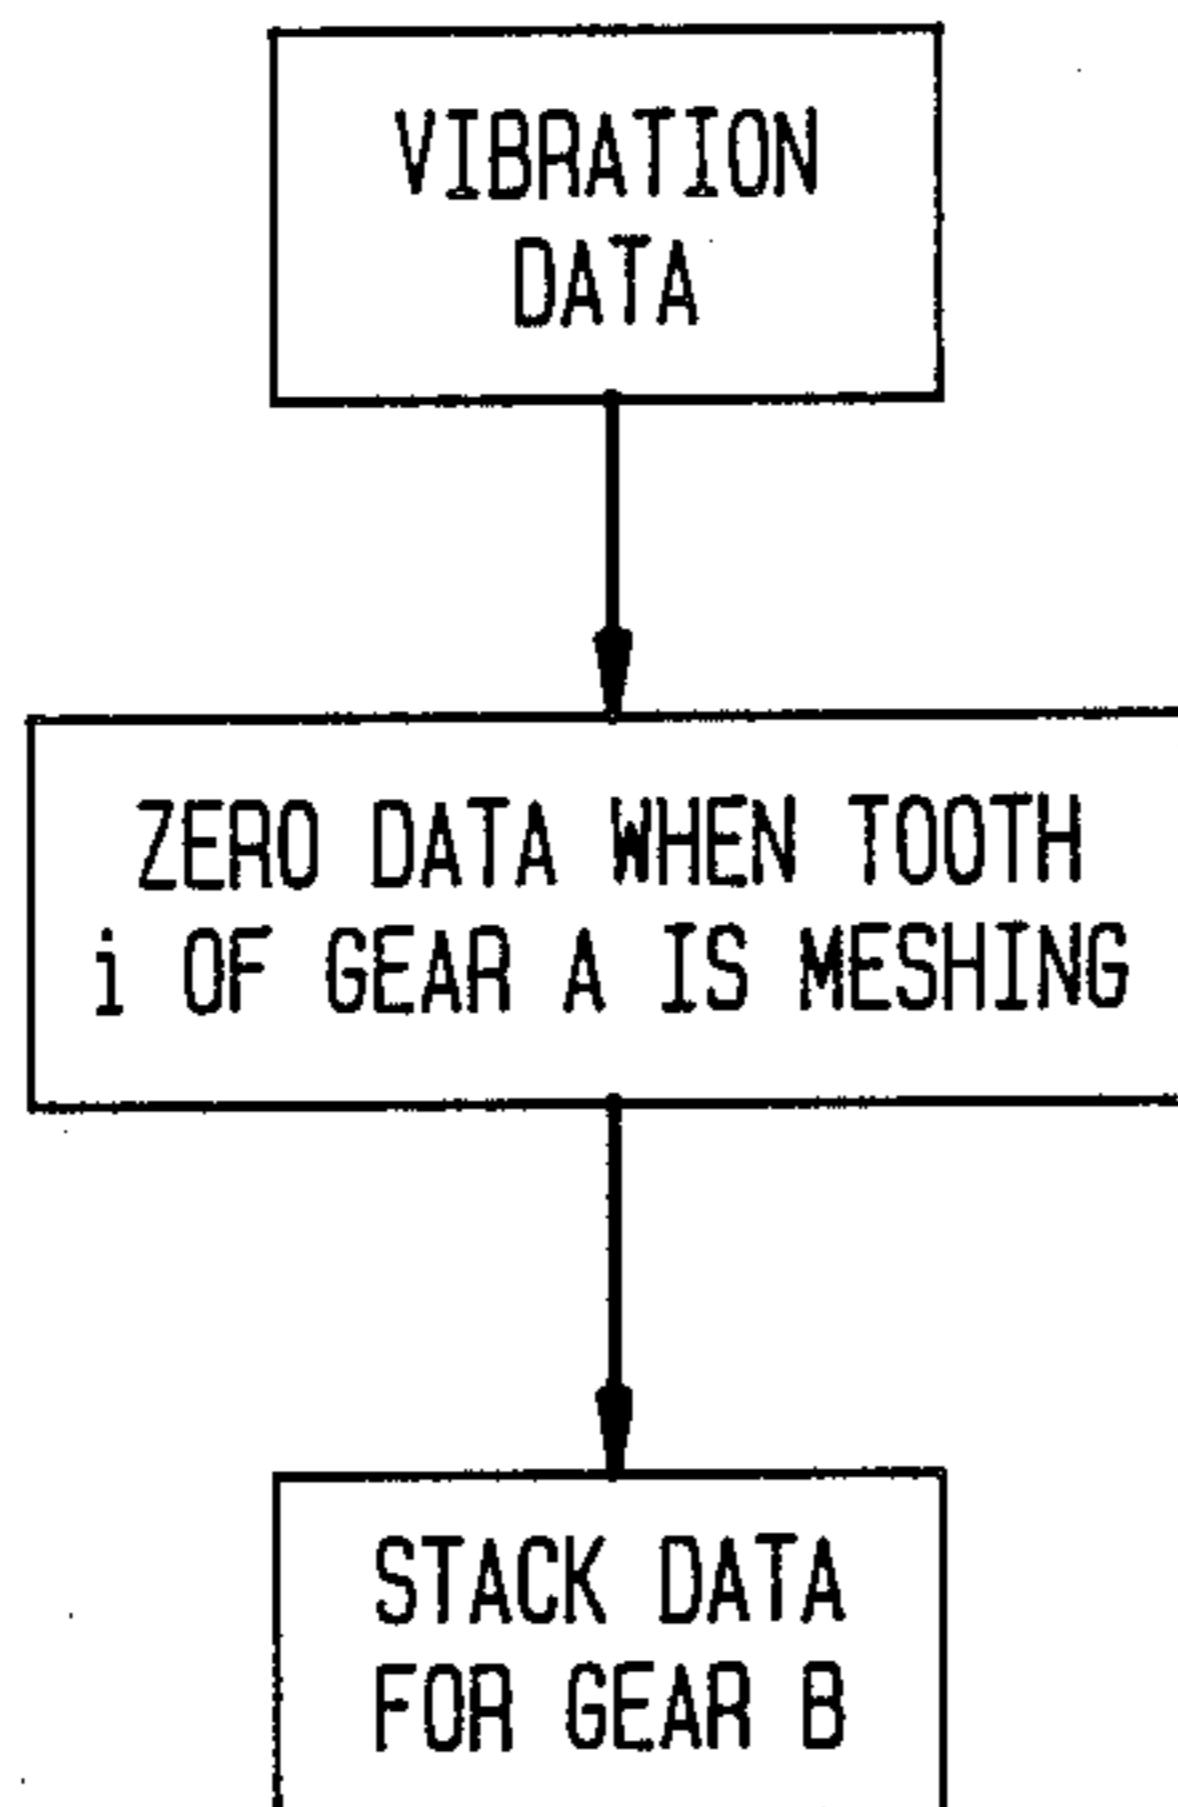 VIBRATION
DATA
ZERO DATA WHEN TOOTH
i OF GEAR A IS MESHING
STACK DATA
FOR GEAR B